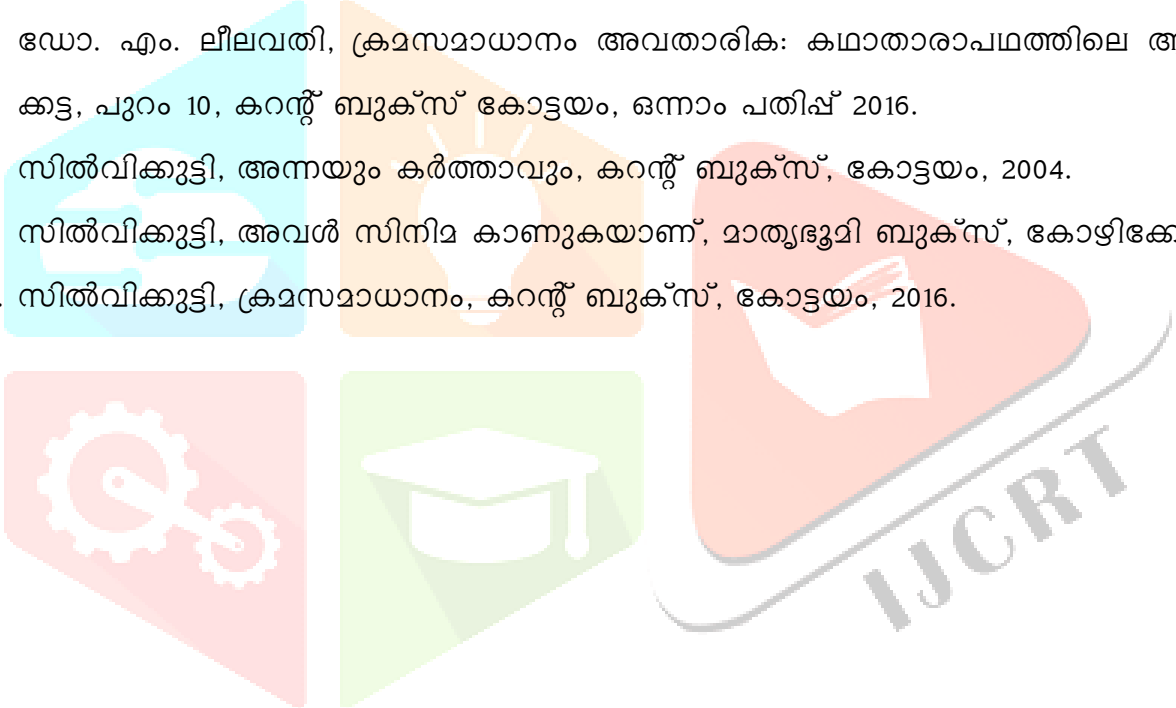 ഡോ. എം. ലീലവതി, ക്രമസമാധാനം അവതാരിക: കഥാതാരാപഥത്തിലെ
ക്കട്ട, പുറം 10, കറന്റ് ബുക്സ് കോട്ടയം, ഒന്നാം പതിപ്പ് 2016.
സിൽവിക്കുട്ടി, അന്നയും കർത്താവും, കറന്റ് ബുക്സ്, കോട്ടയം, 2004.
സിൽവിക്കുട്ടി, അവൾ സിനിമ കാണുകയാണ്, മാതൃഭൂമി ബുക്സ്,
. സിൽവിക്കുട്ടി, ക്രമസമാധാനം, കറന്റ് ബുക്സ്, കോട്ടയം, 2016.
IJCRT